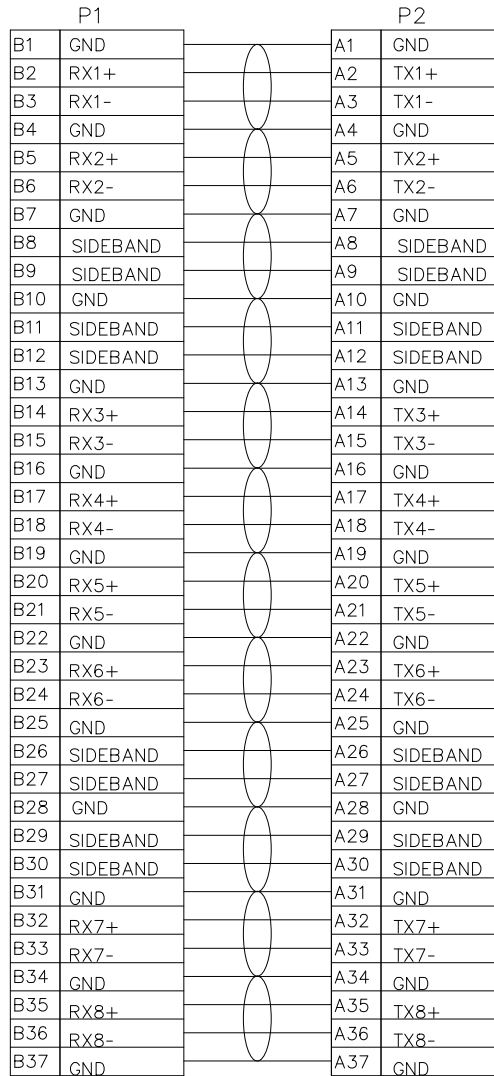 P1 P2
B1 GND A1 GND
B2 RX1+ A2 TX1+
B3 RX1- A3 TX1-
B4 GND A4 GND
B5 RX2+ A5 TX2+
B6 RX2- A6 TX2-
B7 GND A7 GND
B8 SIDEBAND A8 SIDEBAND
B9 SIDEBAND A9 SIDEBAND
B10 GND A10 GND
B11 SIDEBAND A11 SIDEBAND
B12 SIDEBAND A12 SIDEBAND
B13 GND A13 GND
B14 RX3+ A14 TX3+
B15 RX3- A15 TX3-
B16 GND A16 GND
B17 RX4+ A17 TX4+
B18 RX4- A18 TX4-
B19 GND A19 GND
B20 RX5+ A20 TX5+
B21 RX5- A21 TX5-
B22 GND A22 GND
B23 RX6+ A23 TX6+
B24 RX6- A24 TX6-
B25 GND A25 GND
B26 SIDEBAND A26 SIDEBAND
B27 SIDEBAND A27 SIDEBAND
B28 GND A28 GND
B29 SIDEBAND A29 SIDEBAND
B30 SIDEBAND A30 SIDEBAND
B31 GND A31 GND
B32 RX7+ A32 TX7+
B33 RX7- A33 TX7-
B34 GND A34 GND
B35 RX8+ A35 TX8+
B36 RX8- A36 TX8-
B37 GND A37 GND